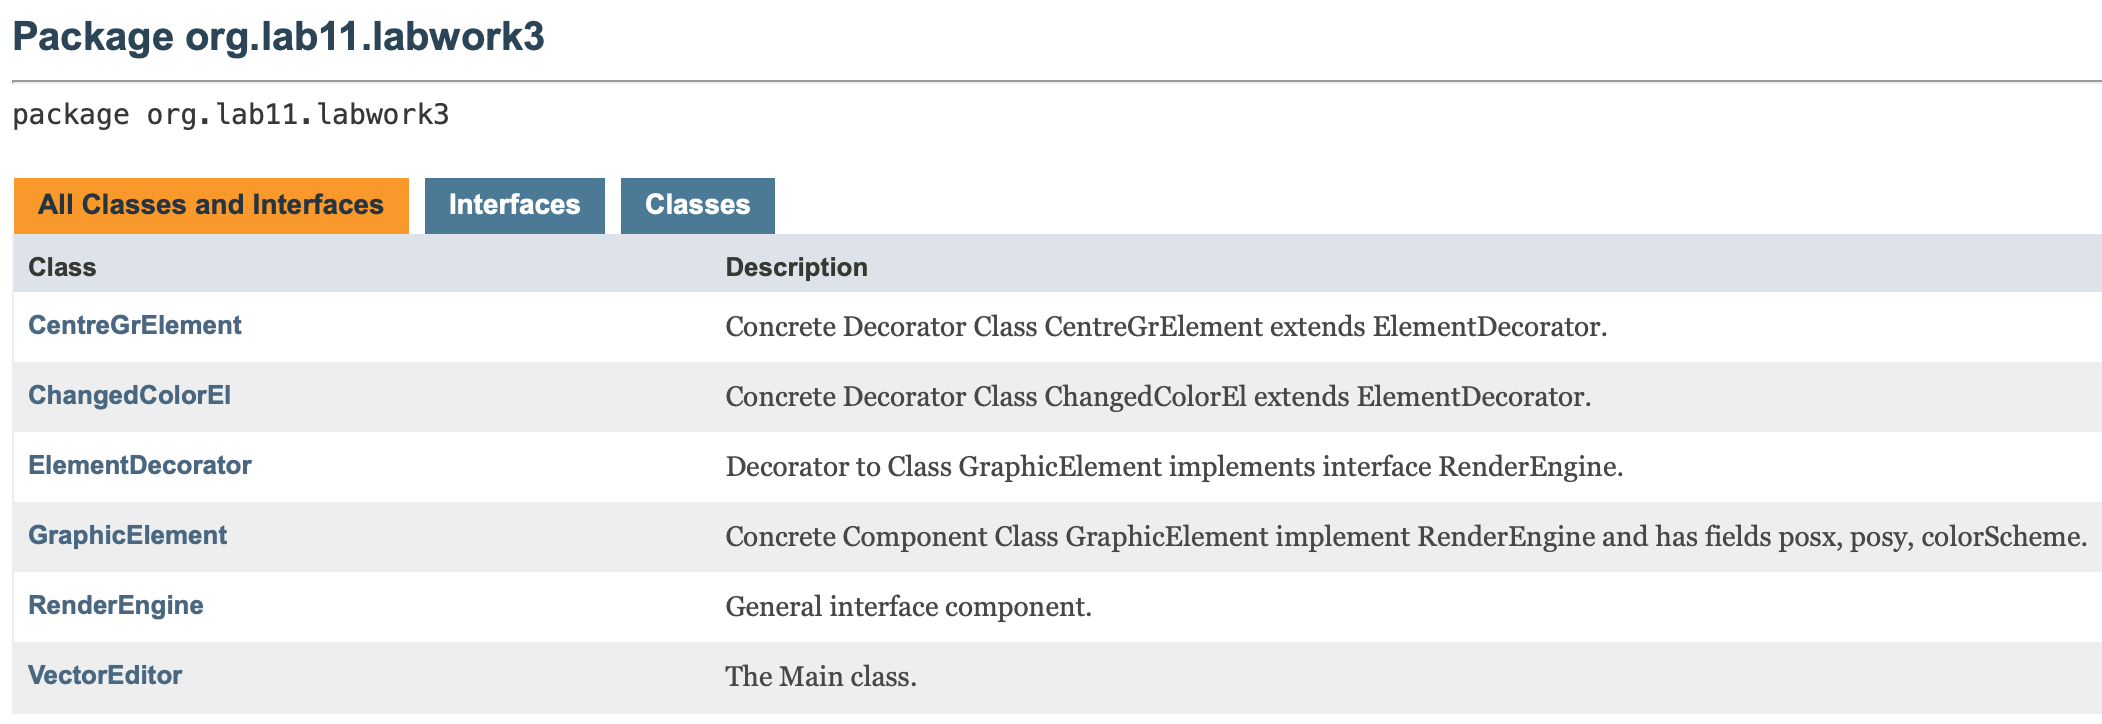 Package org.lab11.labwork3
package org.lab11.labwork3
All Classes and Interfaces Interfaces Classes
Class Description
CentreGrElement Concrete Decorator Class CentreGrElement extends ElementDecorator.
ChangedColorEl Concrete Decorator Class ChangedColorEl extends ElementDecorator.
ElementDecorator Decorator to Class GraphicElement implements interface RenderEngine.
GraphicElement Concrete Component Class GraphicElement implement RenderEngine and has fields posx, posy, colorScheme.
RenderEngine General interface component.
VectorEditor The Main class.